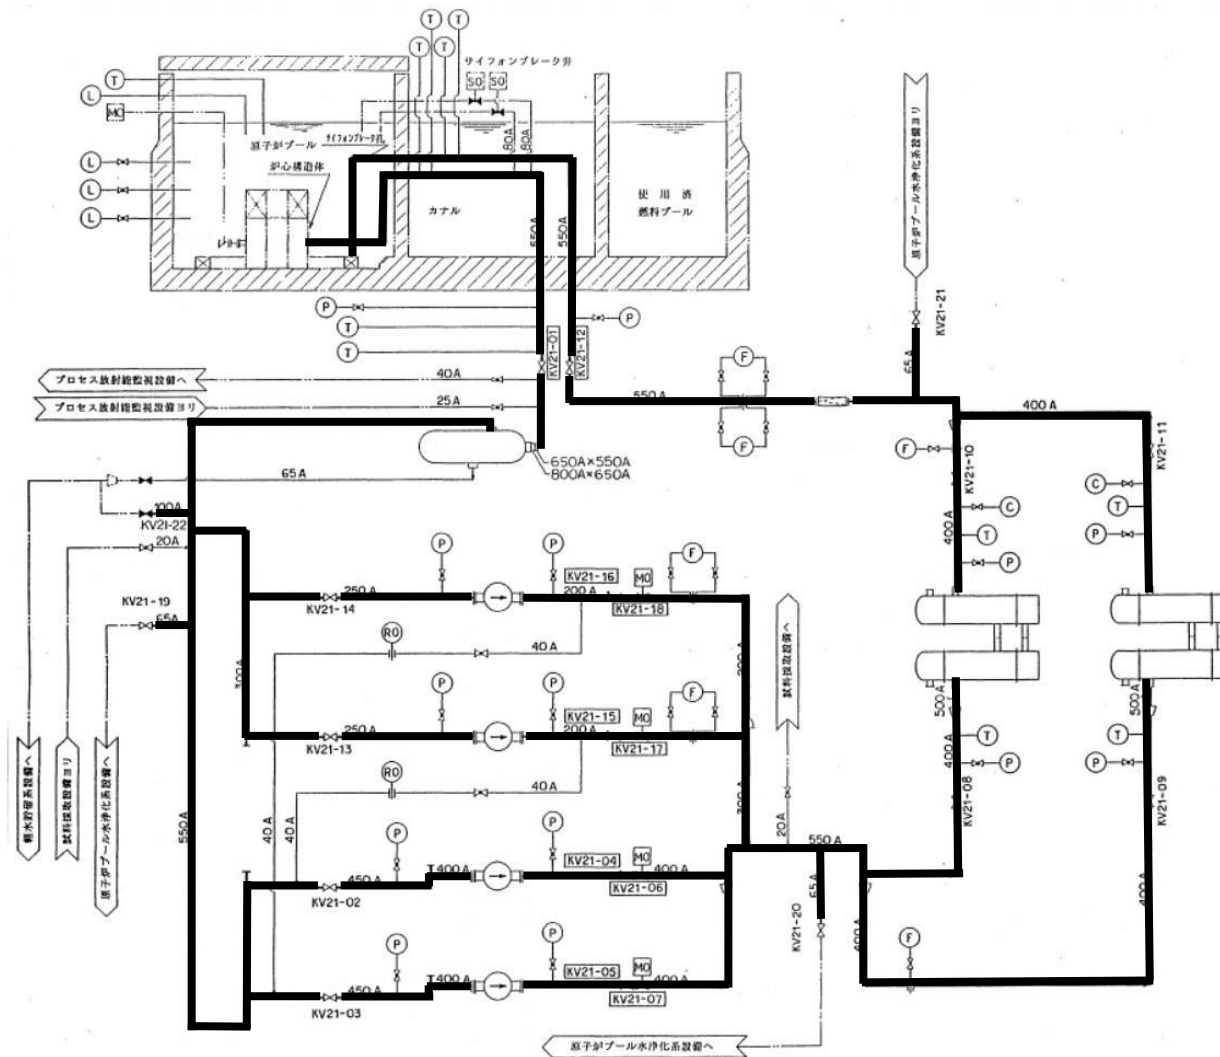 T
T
T
T
サイフォンブレーク弁
T
SO
SO
L
MO
80A
80A
原子炉プール
サイフォンブレーク孔
炉心構造体
L
L
L
カナル
使用済
燃料プール
550A
550A
原子炉プール水浄化系設備ヨリ
P
P
T
T
KV21-01
KV21-12
KV21-21
65A
プロセス放射能監視設備へ
40A
プロセス放射能監視設備ヨリ
25A
F
F
550A
400A
650A×550A
800A×650A
65A
F
KV21-10
KV21-11
C
C
T
T
P
P
400A
100A
KV21-22
20A
KV21-19
65A
P
P
KV21-16
MO
F
250A
200A
KV21-14
KV21-18
RO
40A
300A
200A
試料採取設備へ
P
P
KV21-15
MO
F
250A
200A
KV21-13
KV21-17
RO
40A
300A
500A
500A
T
T
P
P
400A
KV21-08
KV21-09
軽水貯留系設備へ
試料採取設備ヨリ
原子炉プール水浄化系設備へ
550A
40A
40A
20A
550A
P
P
KV21-04
MO
450A
400A
400A
KV21-02
KV21-06
65A
KV21-20
400A
400A
F
P
P
KV21-05
MO
450A
400A
400A
KV21-03
KV21-07
原子炉プール水浄化系設備へ